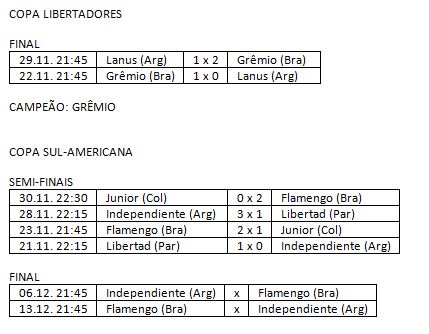 COPA LIBERTADORES
FINAL
29.11. 21:45 Lanus (Arg) 1 x 2 Grêmio (Bra)
22.11. 21:45 Grêmio (Bra) 1 x 0 Lanus (Arg)
CAMPEÃO: GRÊMIO
COPA SUL-AMERICANA
SEMI-FINAIS
30.11. 22:30 Junior (Col) 0 x 2 Flamengo (Bra)
28.11. 22:15 Independiente (Arg) 3 x 1 Libertad (Par)
23.11. 21:45 Flamengo (Bra) 2 x 1 Junior (Col)
21.11. 22:15 Libertad (Par) 1 x 0 Independiente (Arg)
FINAL
06.12. 21:45 Independiente (Arg) x Flamengo (Bra)
13.12. 21:45 Flamengo (Bra) x Independiente (Arg)